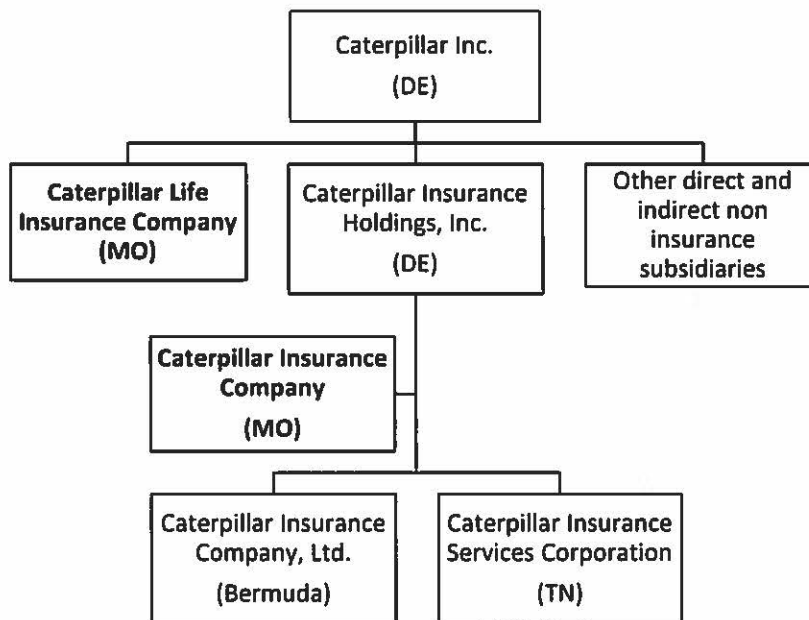 Caterpillar Inc.
(DE)
Caterpillar Life
Insurance Company
(MO)
Caterpillar Insurance
Holdings, Inc.
(DE)
Other direct and
indirect non
insurance
subsidiaries
Caterpillar Insurance
Company
(MO)
Caterpillar Insurance
Company, Ltd.
(Bermuda)
Caterpillar Insurance
Services Corporation
(TN)